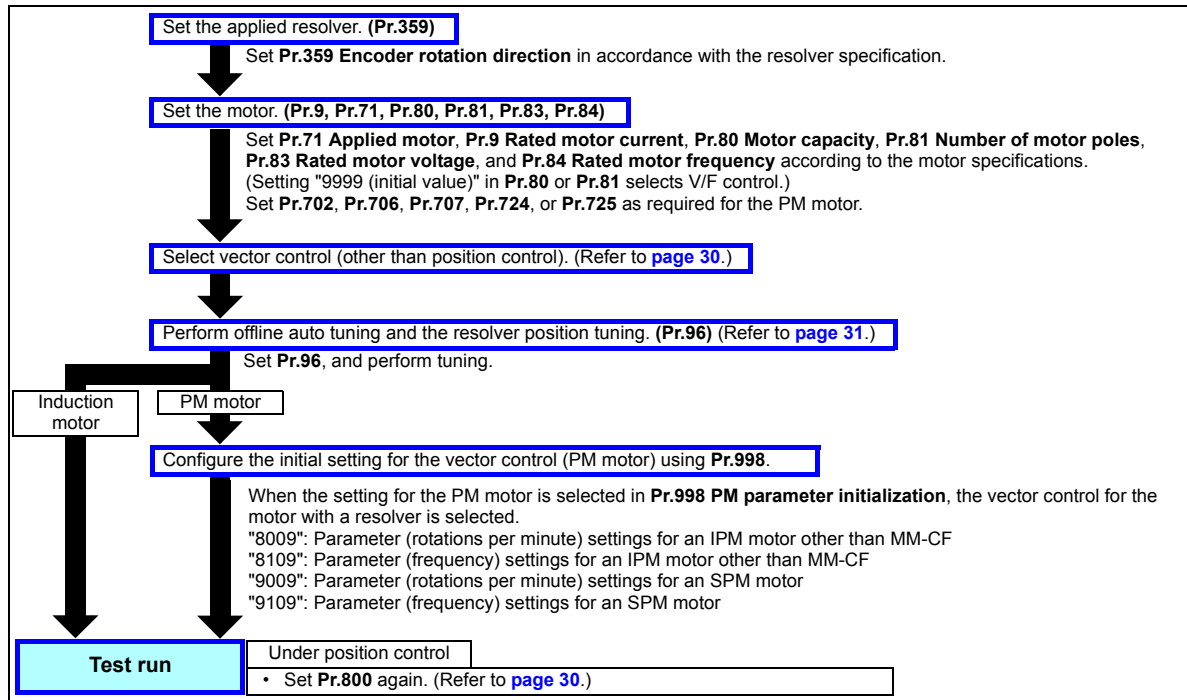 Set the applied resolver. (Pr.359)
Set Pr.359 Encoder rotation direction in accordance with the resolver specification.
Set the motor. (Pr.9, Pr.71, Pr.80, Pr.81, Pr.83, Pr.84)
Set Pr.71 Applied motor, Pr.9 Rated motor current, Pr.80 Motor capacity, Pr.81 Number of motor poles,
Pr.83 Rated motor voltage, and Pr.84 Rated motor frequency according to the motor specifications.
(Setting "9999 (initial value)" in Pr.80 or Pr.81 selects V/F control.)
Set Pr.702, Pr.706, Pr.707, Pr.724, or Pr.725 as required for the PM motor.
Select vector control (other than position control). (Refer to page 30.)
Perform offline auto tuning and the resolver position tuning. (Pr.96) (Refer to page 31.)
Set Pr.96, and perform tuning.
Induction
motor
PM motor
Configure the initial setting for the vector control (PM motor) using Pr.998.
When the setting for the PM motor is selected in Pr.998 PM parameter initialization, the vector control for the
motor with a resolver is selected.
"8009": Parameter (rotations per minute) settings for an IPM motor other than MM-CF
"8109": Parameter (frequency) settings for an IPM motor other than MM-CF
"9009": Parameter (rotations per minute) settings for an SPM motor
"9109": Parameter (frequency) settings for an SPM motor
Test run
Under position control
• Set Pr.800 again. (Refer to page 30.)